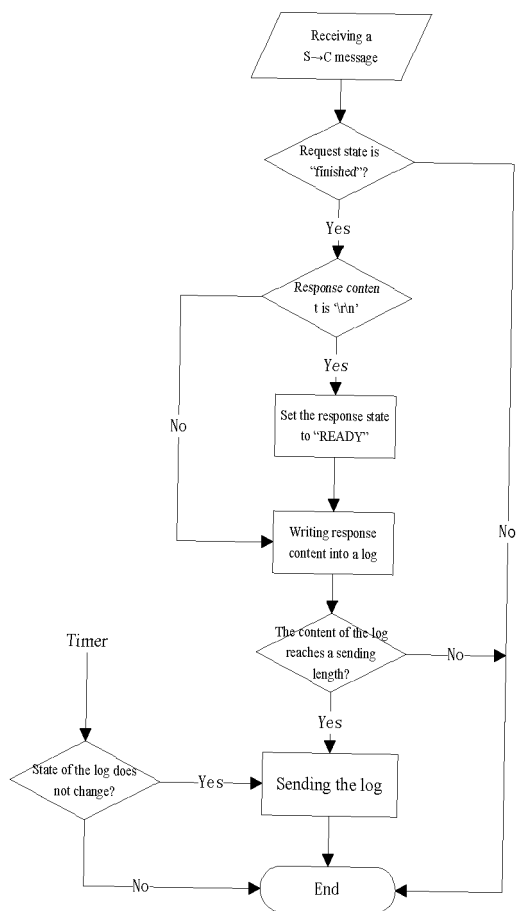 Receiving a
S→C message
Request state is
“finished”?
Yes
Response conten
t is ‘\r\n’
Yes
Set the response state
to “READY”
No
Writing response
content into a log
No
The content of the log
reaches a sending
length?
No
Yes
Timer
State of the log does
not change?
Yes
Sending the log
No
End